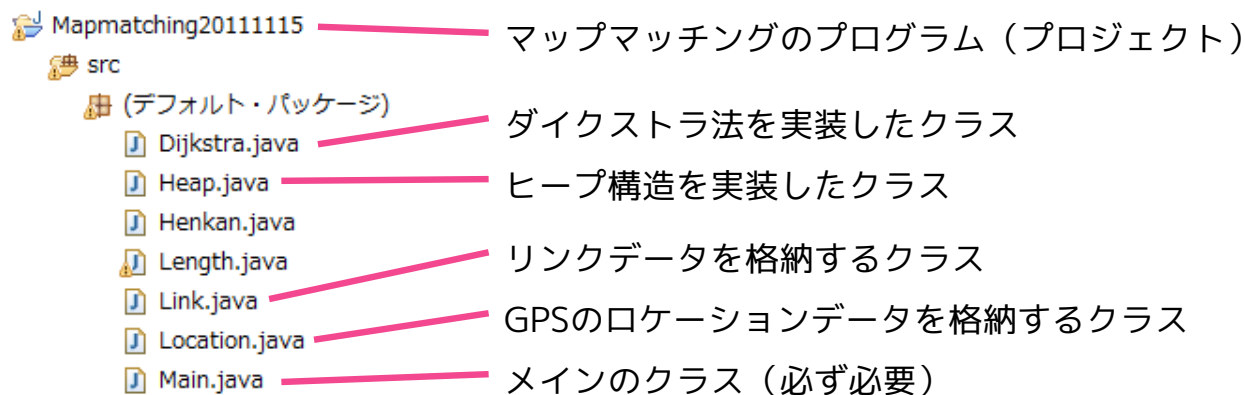 Mapmatching20111115
マップマッチングのプログラム（プロジェクト）
src
(デフォルト・パッケージ)
Dijkstra.java
ダイクストラ法を実装したクラス
Heap.java
ヒープ構造を実装したクラス
Henkan.java
Length.java
リンクデータを格納するクラス
Link.java
GPSのロケーションデータを格納するクラス
Location.java
Main.java
メインのクラス（必ず必要）